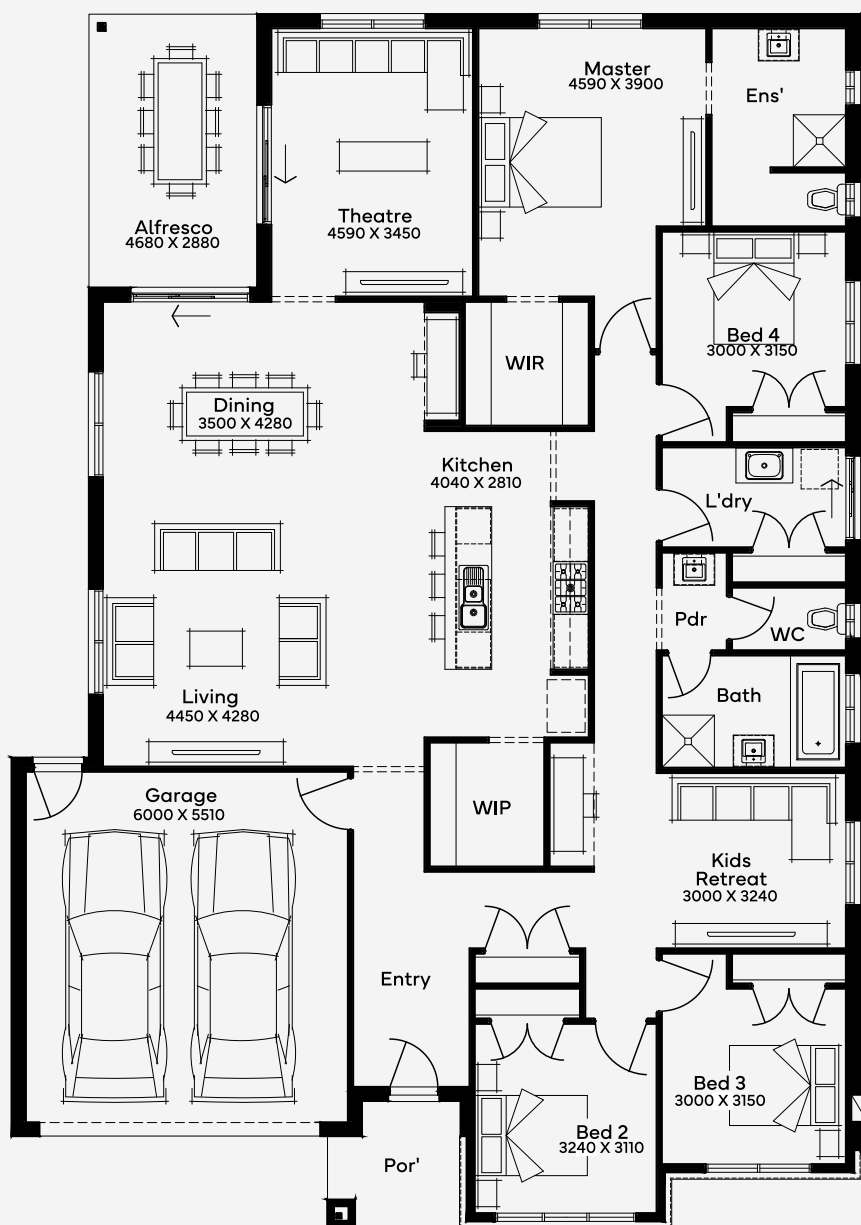 Master
4590 X 3900
Ens'
Alfresco
4680 X 2880
Theatre
4590 X 3450
Bed 4
3000 X 3150
WIR
Dining
3500 X 4280
Kitchen
4040 X 2810
L'dry
Pdr
WC
Living
4450 X 4280
Bath
Garage
6000 X 5510
WIP
Kids
Retreat
3000 X 3240
Entry
Bed 3
3000 X 3150
Bed 2
3240 X 3110
Por'